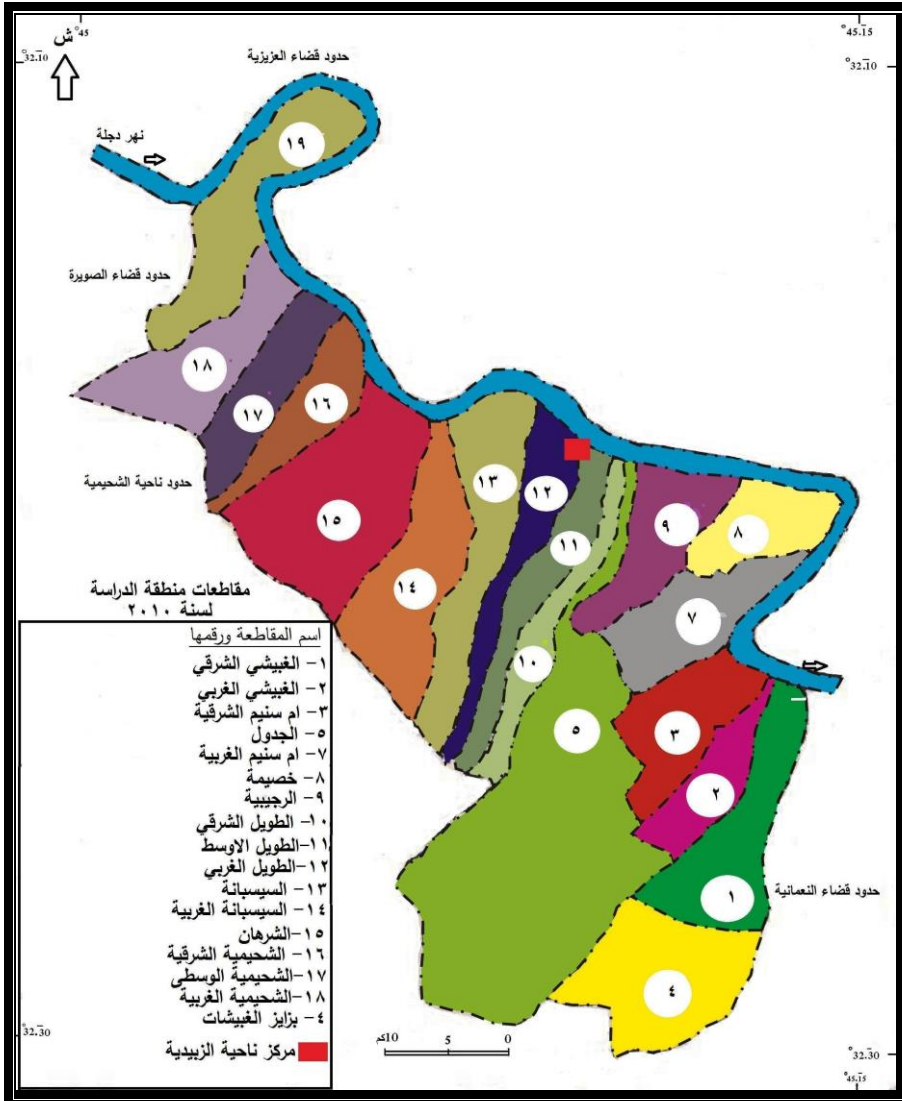 ش
°45
45.15°
°32.10
°32.10
حدود قضاء العزيزية
نهر دجلة
١٩
حدود قضاء الصويرة
١٨
١٧
١٦
حدود ناحية الشحيمية
١٥
١٤
١٣
١٢
١١
١٠
٩
٨
٧
٥
٣
٢
١
٤
حدود قضاء النعمانية
مقاطعات منطقة الدراسة
لسنة ٢٠١٠
اسم المقاطعة ورقمها
١- الغبيشي الشرقي
٢- الغبيشي الغربي
٣- ام سنيم الشرقية
٥- الجدول
٧- ام سنيم الغربية
٨- خصيمة
٩- الرجيبية
١٠- الطويل الشرقي
١١- الطويل الاوسط
١٢-الطويل الغربي
١٣- السيسبانة
١٤- السيسبانة الغربية
١٥-الشرهان
١٦- الشحيمية الشرقية
١٧-الشحيمية الوسطى
١٨-الشحيمية الغربية
٤- بزايز الغبيشات
مركز ناحية الزبيدية
10كم 5 0
32.30°
°32.30
°45.15